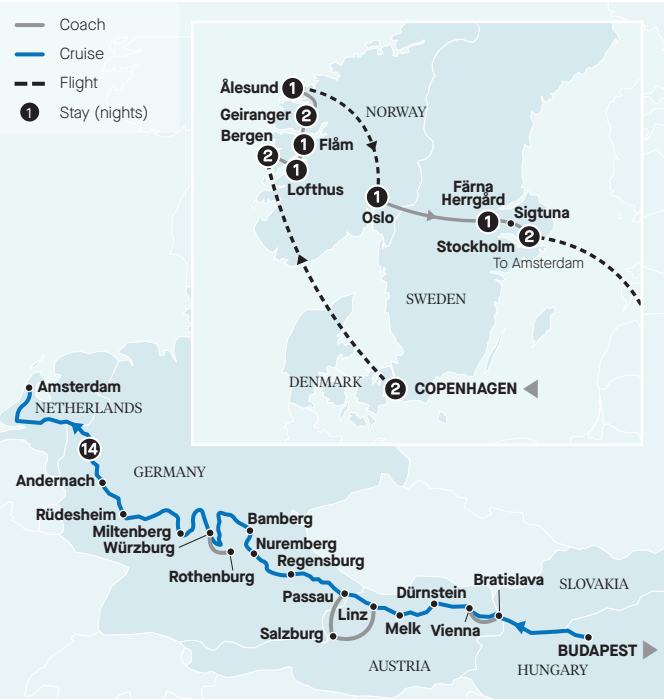 Coach
Cruise
Flight
1 Stay (nights)
Ålesund 1
Geiranger 2
NORWAY
Bergen
2
1 Flåm
1
Lofthus
1
Oslo
Färna
Herrgård
1
Sigtuna
Stockholm 2
To Amsterdam
SWEDEN
DENMARK
2 COPENHAGEN
Amsterdam
NETHERLANDS
14
GERMANY
Andernach
Rüdesheim
Miltenberg
Würzburg
Rothenburg
Bamberg
Nuremberg
Regensburg
Passau
Linz
Salzburg
Melk
Dürnstein
Vienna
Bratislava
SLOVAKIA
BUDAPEST
HUNGARY
AUSTRIA